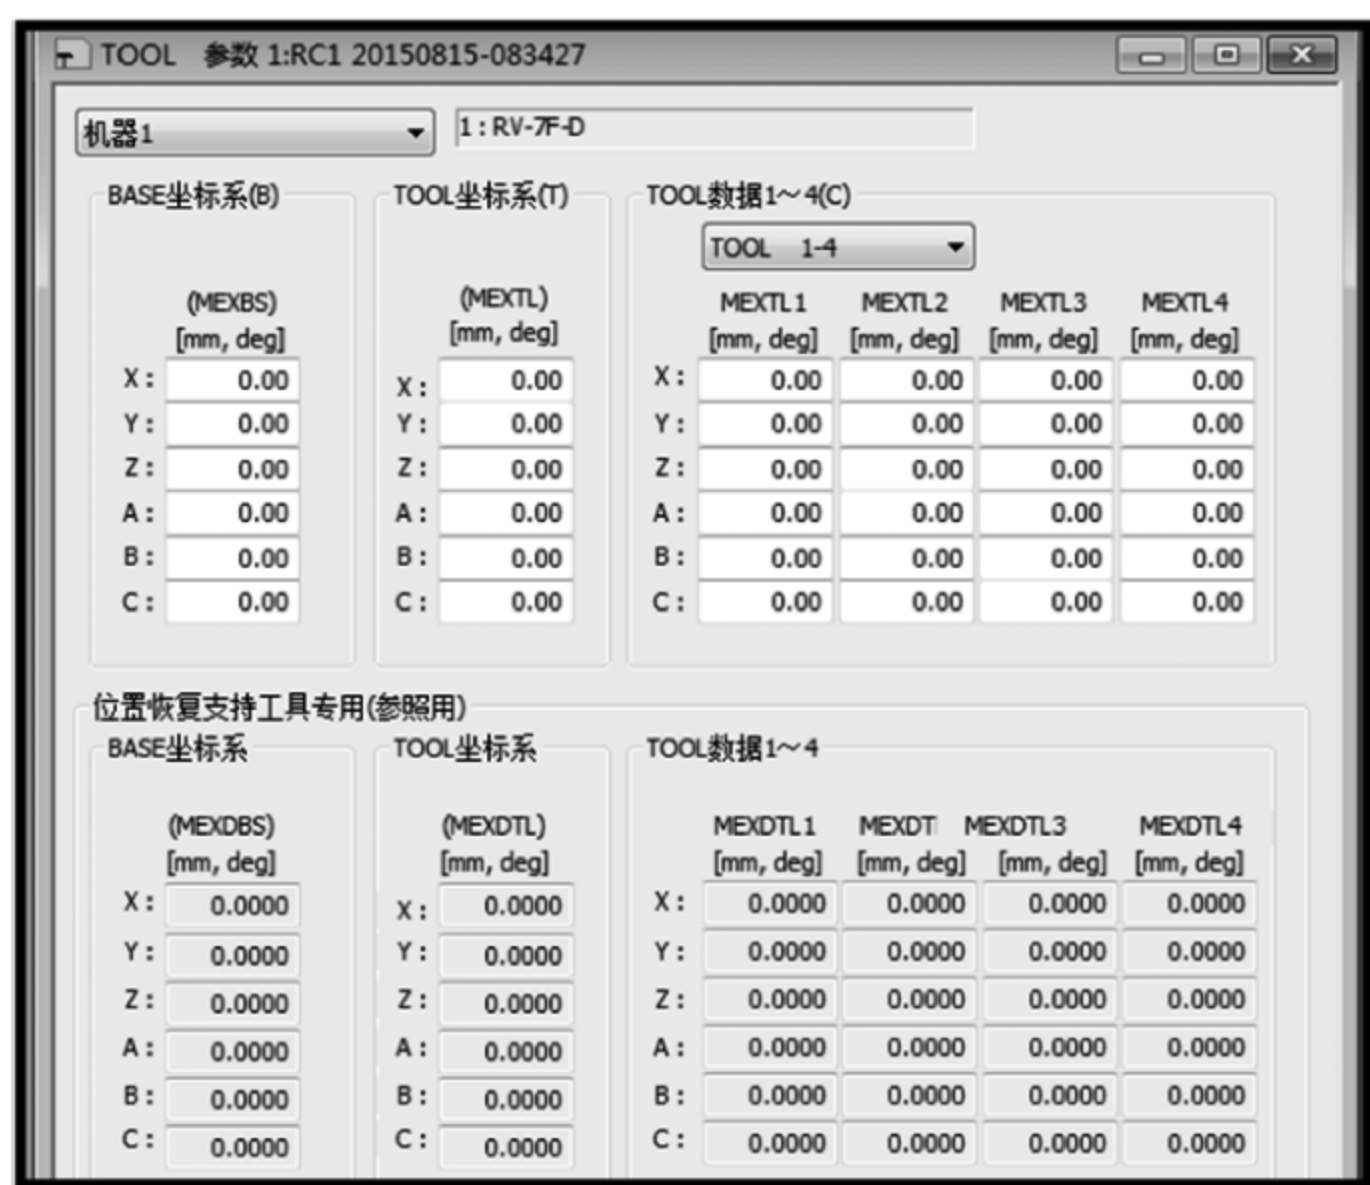 TOOL 参数 1:RC1 20150815-083427
机器1 1:RV-7F-D
BASE坐标系(B) TOOL坐标系(T) TOOL数据1～4(C)
TOOL 1-4
(MEXBS) (MEXTL) MEXTL1 MEXTL2 MEXTL3 MEXTL4
[mm, deg] [mm, deg] [mm, deg] [mm, deg] [mm, deg] [mm, deg]
X: 0.00 X: 0.00 X: 0.00 0.00 0.00 0.00
Y: 0.00 Y: 0.00 Y: 0.00 0.00 0.00 0.00
Z: 0.00 Z: 0.00 Z: 0.00 0.00 0.00 0.00
A: 0.00 A: 0.00 A: 0.00 0.00 0.00 0.00
B: 0.00 B: 0.00 B: 0.00 0.00 0.00 0.00
C: 0.00 C: 0.00 C: 0.00 0.00 0.00 0.00
位置恢复支持工具专用(参照用)
BASE坐标系 TOOL坐标系 TOOL数据1～4
(MEXDBS) (MEXDTL) MEXDTL1 MEXDT MEXDTL3 MEXDTL4
[mm, deg] [mm, deg] [mm, deg] [mm, deg] [mm, deg] [mm, deg]
X: 0.0000 X: 0.0000 X: 0.0000 0.0000 0.0000 0.0000
Y: 0.0000 Y: 0.0000 Y: 0.0000 0.0000 0.0000 0.0000
Z: 0.0000 Z: 0.0000 Z: 0.0000 0.0000 0.0000 0.0000
A: 0.0000 A: 0.0000 A: 0.0000 0.0000 0.0000 0.0000
B: 0.0000 B: 0.0000 B: 0.0000 0.0000 0.0000 0.0000
C: 0.0000 C: 0.0000 C: 0.0000 0.0000 0.0000 0.0000